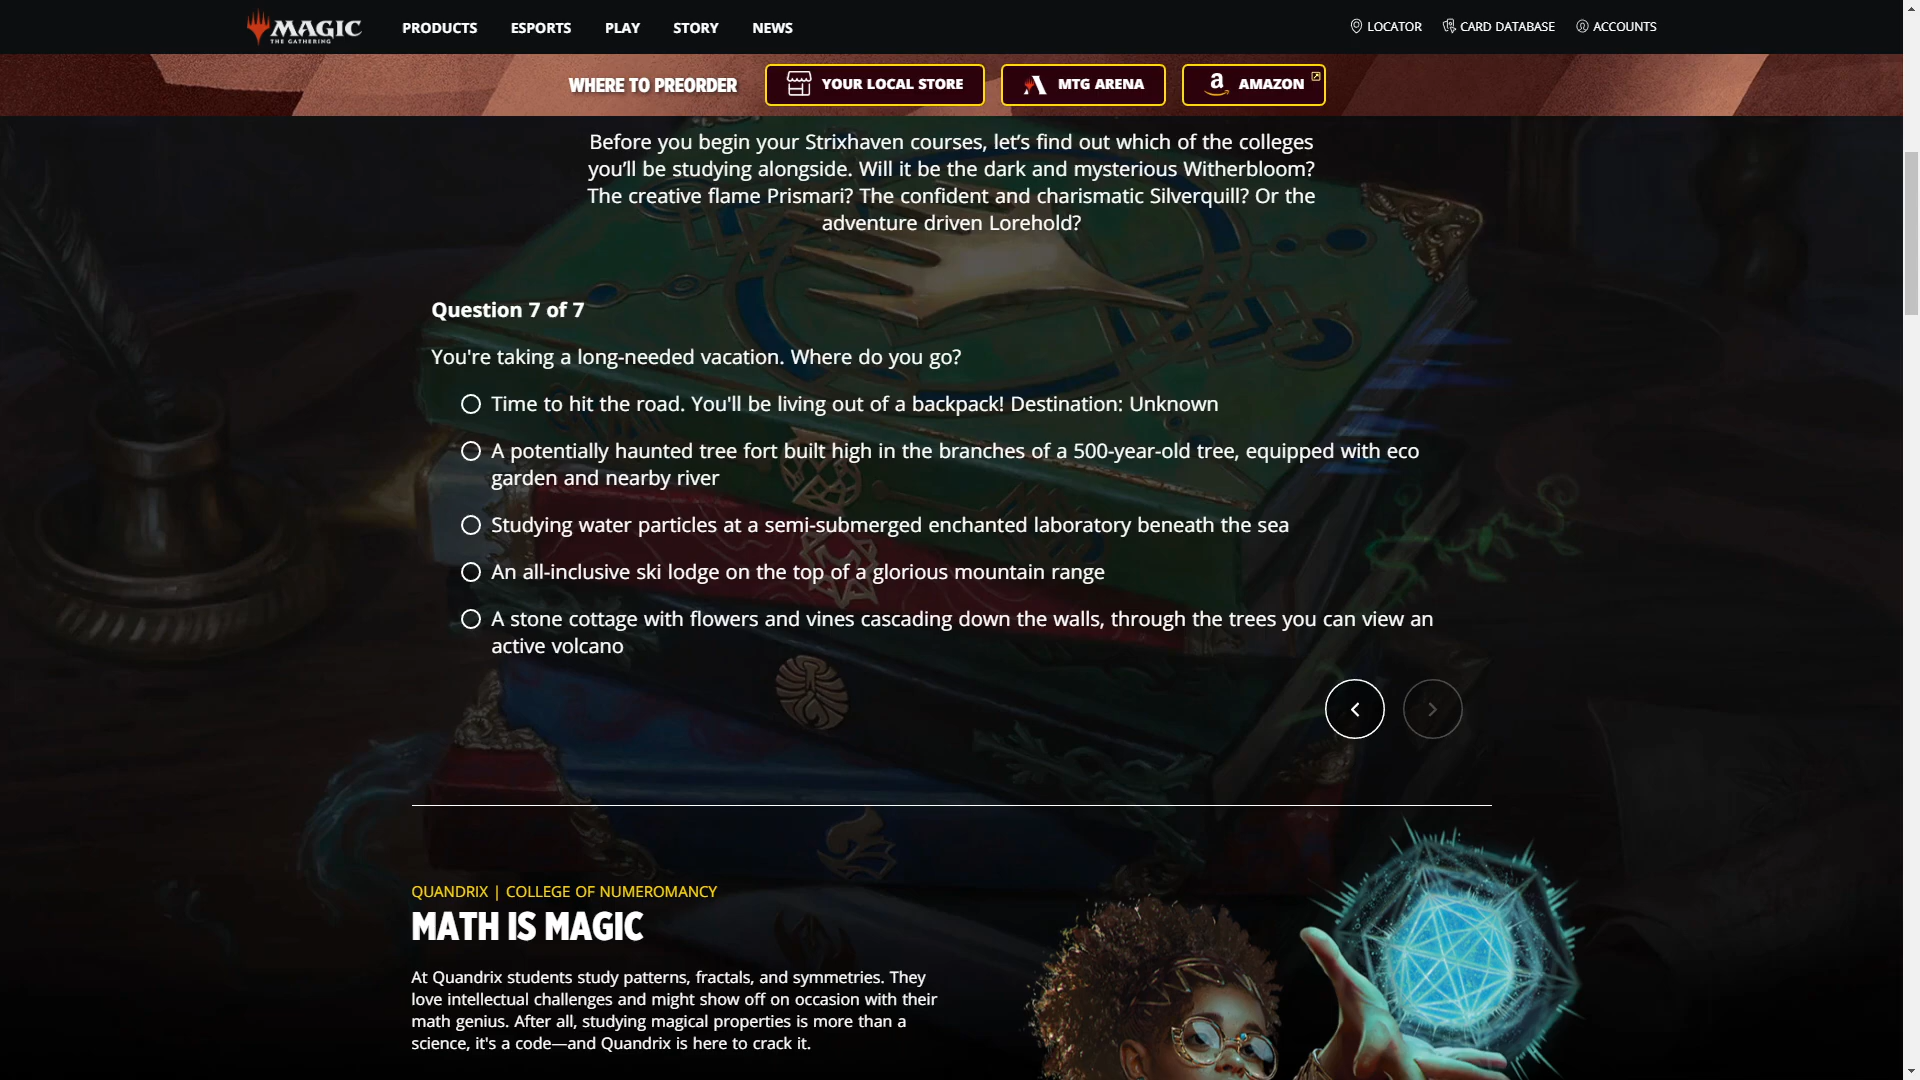 MAGIC
THE GATHERING
PRODUCTS ESPORTS PLAY STORY NEWS
LOCATOR CARD DATABASE ACCOUNTS
WHERE TO PREORDER YOUR LOCAL STORE MTG ARENA AMAZON
Before you begin your Strixhaven courses, let’s find out which of the colleges
you’ll be studying alongside. Will it be the dark and mysterious Witherbloom?
The creative flame Prismari? The confident and charismatic Silverquill? Or the
adventure driven Lorehold?
Question 7 of 7
You're taking a long-needed vacation. Where do you go?
Time to hit the road. You'll be living out of a backpack! Destination: Unknown
A potentially haunted tree fort built high in the branches of a 500-year-old tree, equipped with eco
garden and nearby river
Studying water particles at a semi-submerged enchanted laboratory beneath the sea
An all-inclusive ski lodge on the top of a glorious mountain range
A stone cottage with flowers and vines cascading down the walls, through the trees you can view an
active volcano
QUANDRIX | COLLEGE OF NUMEROMANCY
MATH IS MAGIC
At Quandrix students study patterns, fractals, and symmetries. They
love intellectual challenges and might show off on occasion with their
math genius. After all, studying magical properties is more than a
science, it's a code—and Quandrix is here to crack it.